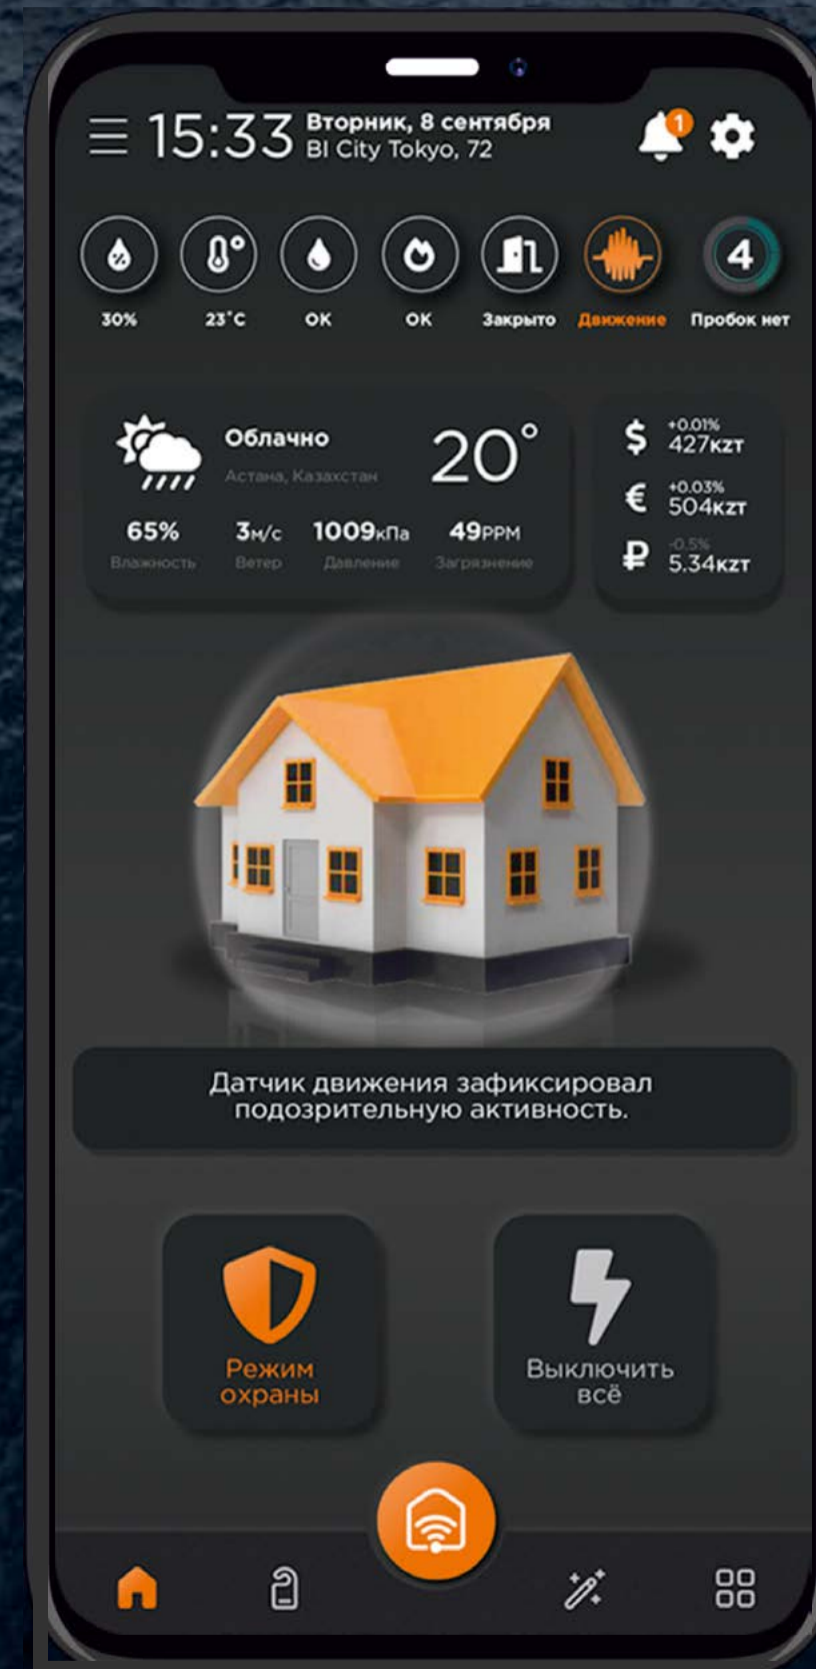 15:33
Вторник, 8 сентября
BI City Tokyo, 72
1
4
30%
23°C
ОК
ОК
Закрыто
Движение
Пробок нет
Облачно
Астана, Казахстан
20°
65%
3м/с
1009кПа
49PPM
Влажность
Ветер
Давление
Загрязнение
$ +0.01%
427KZT
€ +0.03%
504KZT
₽ -0.5%
5.34KZT
Датчик движения зафиксировал
подозрительную активность.
Режим
охраны
Выключить
всё